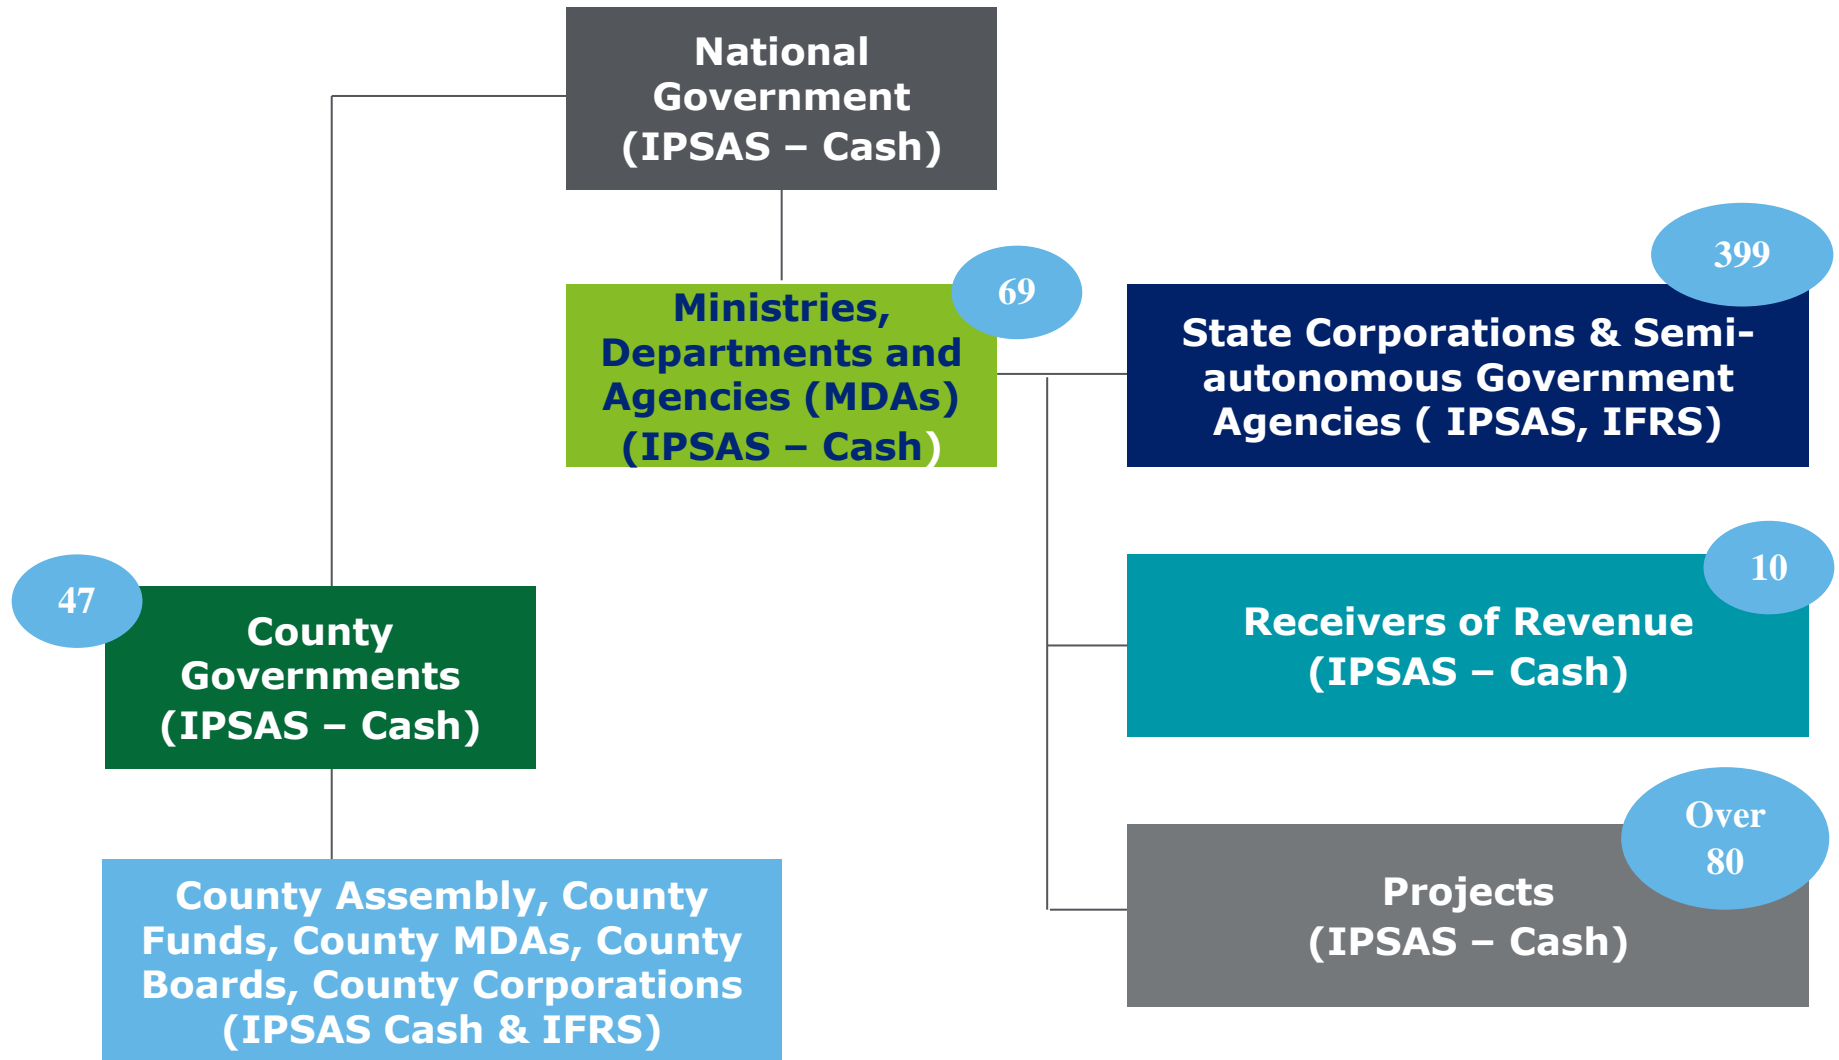 National
Government
(IPSAS – Cash)
399
69
Ministries,
Departments and
Agencies (MDAs)
(IPSAS – Cash)
State Corporations & Semi-
autonomous Government
Agencies ( IPSAS, IFRS)
10
47
County
Governments
(IPSAS – Cash)
Receivers of Revenue
(IPSAS – Cash)
Over
80
Projects
(IPSAS – Cash)
County Assembly, County
Funds, County MDAs, County
Boards, County Corporations
(IPSAS Cash & IFRS)